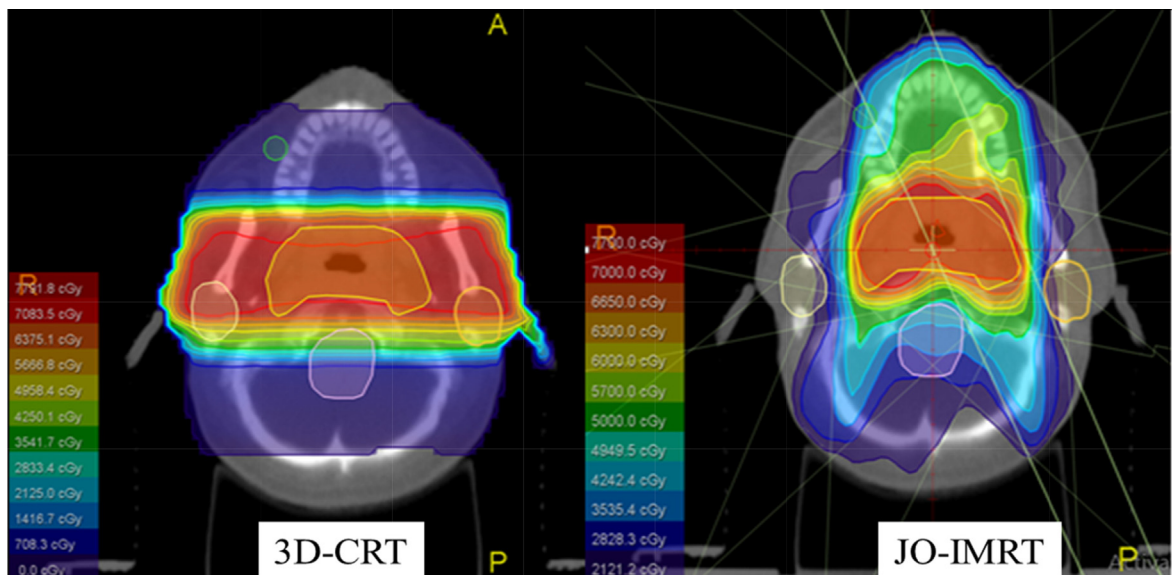 A
R
7791.8 cGy
7083.5 cGy
6375.1 cGy
5666.8 cGy
4958.4 cGy
4250.1 cGy
3541.7 cGy
2833.4 cGy
2125.0 cGy
1416.7 cGy
708.3 cGy
0.0 cGy
3D-CRT
P
R
7700.0 cGy
7000.0 cGy
6650.0 cGy
6300.0 cGy
6000.0 cGy
5700.0 cGy
5000.0 cGy
4949.5 cGy
4242.4 cGy
3535.4 cGy
2828.3 cGy
2121.2 cGy
JO-IMRT
P